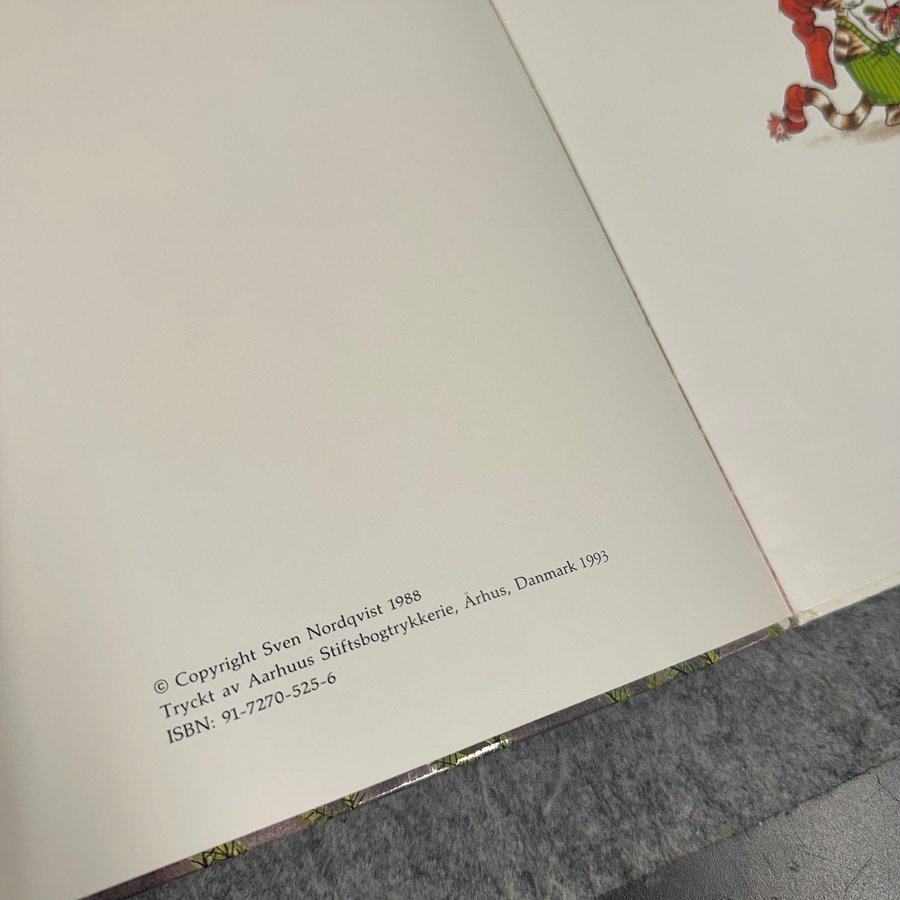 © Copyright Sven Nordqvist 1988
Tryckt av Aarhuus Stiftsbogtrykkerie, Århus, Danmark 1993
ISBN: 91-7270-525-6